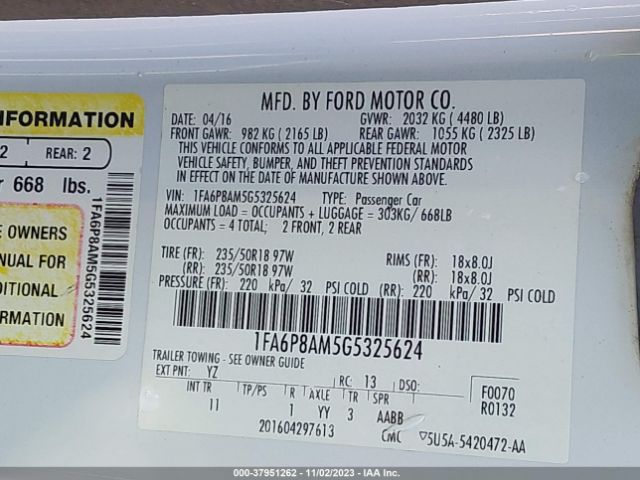 INFORMATION
2 REAR: 2
r 668 lbs.
E OWNERS
ANUAL FOR
DITIONAL
ORMATION
1FA6P8AM5G5325624
MFD. BY FORD MOTOR CO.
DATE: 04/16 GVWR: 2032 KG ( 4480 LB)
FRONT GAWR: 982 KG ( 2165 LB) REAR GAWR: 1055 KG ( 2325 LB)
THIS VEHICLE CONFORMS TO ALL APPLICABLE FEDERAL MOTOR
VEHICLE SAFETY, BUMPER, AND THEFT PREVENTION STANDARDS
IN EFFECT ON THE DATE OF MANUFACTURE SHOWN ABOVE.
VIN: 1FA6P8AM5G5325624 TYPE: Passenger Car
MAXIMUM LOAD = OCCUPANTS + LUGGAGE = 303KG/ 668LB
OCCUPANTS = 4 TOTAL; 2 FRONT, 2 REAR
TIRE (FR): 235/50R18 97W RIMS (FR): 18x8.0J
(RR): 235/50R18 97W (RR): 18x8.0J
PRESSURE (FR): 220 kPa/ 32 PSI COLD (RR): 220 kPa/ 32 PSI COLD
1FA6P8AM5G5325624
TRAILER TOWING - SEE OWNER GUIDE
EXT PNT: YZ RC: 13 DSO: F0070
INT TR TP/PS R AXLE TR SPR R0132
11 1 YY 3 AABB
201604297613 CMC 5U5A-5420472-AA
000-37951262 - 11/02/2023 - IAA Inc.